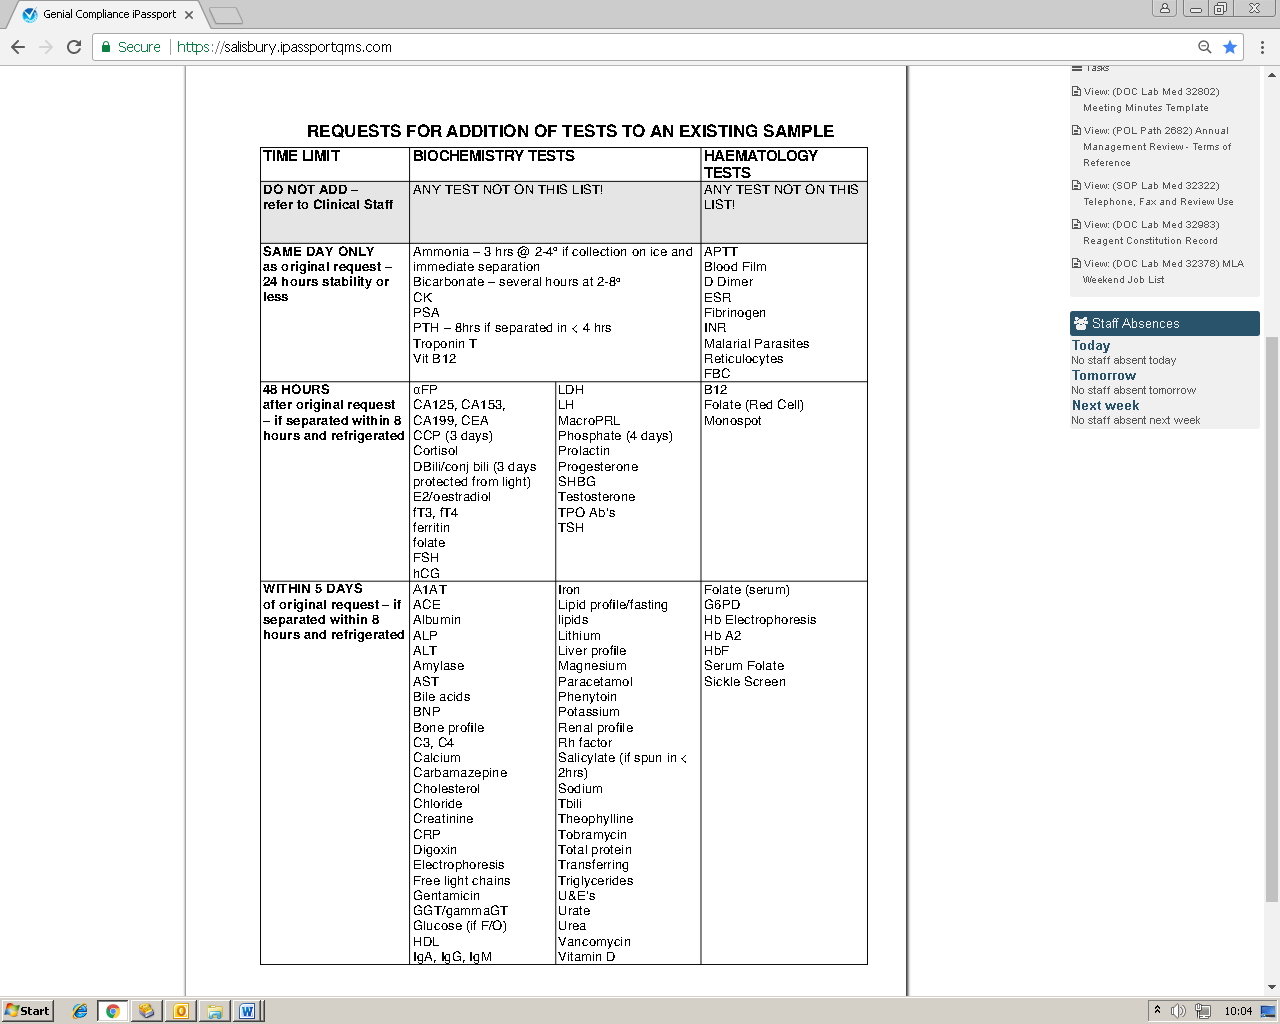 Genial Compliance iPassport
Secure
https://salisbury.ipassportqms.com
REQUESTS FOR ADDITION OF TESTS TO AN EXISTING SAMPLE
TIME LIMIT
BIOCHEMISTRY TESTS
HAEMATOLOGY
TESTS
DO NOT ADD –
refer to Clinical Staff
ANY TEST NOT ON THIS LIST!
ANY TEST NOT ON THIS
LIST!
SAME DAY ONLY
as original request –
24 hours stability or
less
Ammonia – 3 hrs @ 2-4º if collection on ice and
immediate separation
Bicarbonate – several hours at 2-8º
CK
PSA
PTH – 8hrs if separated in < 4 hrs
Troponin T
Vit B12
APTT
Blood Film
D Dimer
ESR
Fibrinogen
INR
Malarial Parasites
Reticulocytes
FBC
48 HOURS
after original request
– if separated within 8
hours and refrigerated
αFP
CA125, CA153,
CA199, CEA
CCP (3 days)
Cortisol
DBili/conj bili (3 days
protected from light)
E2/oestradiol
fT3, fT4
ferritin
folate
FSH
hCG
LDH
LH
MacroPRL
Phosphate (4 days)
Prolactin
Progesterone
SHBG
Testosterone
TPO Ab's
TSH
B12
Folate (Red Cell)
Monospot
WITHIN 5 DAYS
of original request – if
separated within 8
hours and refrigerated
A1AT
ACE
Albumin
ALP
ALT
Amylase
AST
Bile acids
BNP
Bone profile
C3, C4
Calcium
Carbamazepine
Cholesterol
Chloride
Creatinine
CRP
Digoxin
Electrophoresis
Free light chains
Gentamicin
GGT/gammaGT
Glucose (if F/O)
HDL
IgA, IgG, IgM
Iron
Lipid profile/fasting
lipids
Lithium
Liver profile
Magnesium
Paracetamol
Phenytoin
Potassium
Renal profile
Rh factor
Salicylate (if spun in <
2hrs)
Sodium
Tbili
Theophylline
Tobramycin
Total protein
Transferring
Triglycerides
U&E's
Urate
Urea
Vancomycin
Vitamin D
Folate (serum)
G6PD
Hb Electrophoresis
Hb A2
HbF
Serum Folate
Sickle Screen
Tasks
View: (DOC Lab Med 32802)
Meeting Minutes Template
View: (POL Path 2682) Annual
Management Review - Terms of
Reference
View: (SOP Lab Med 32322)
Telephone, Fax and Review Use
View: (DOC Lab Med 32983)
Reagent Constitution Record
View: (DOC Lab Med 32378) MLA
Weekend Job List
Staff Absences
Today
No staff absent today
Tomorrow
No staff absent tomorrow
Next week
No staff absent next week
Start
10:04